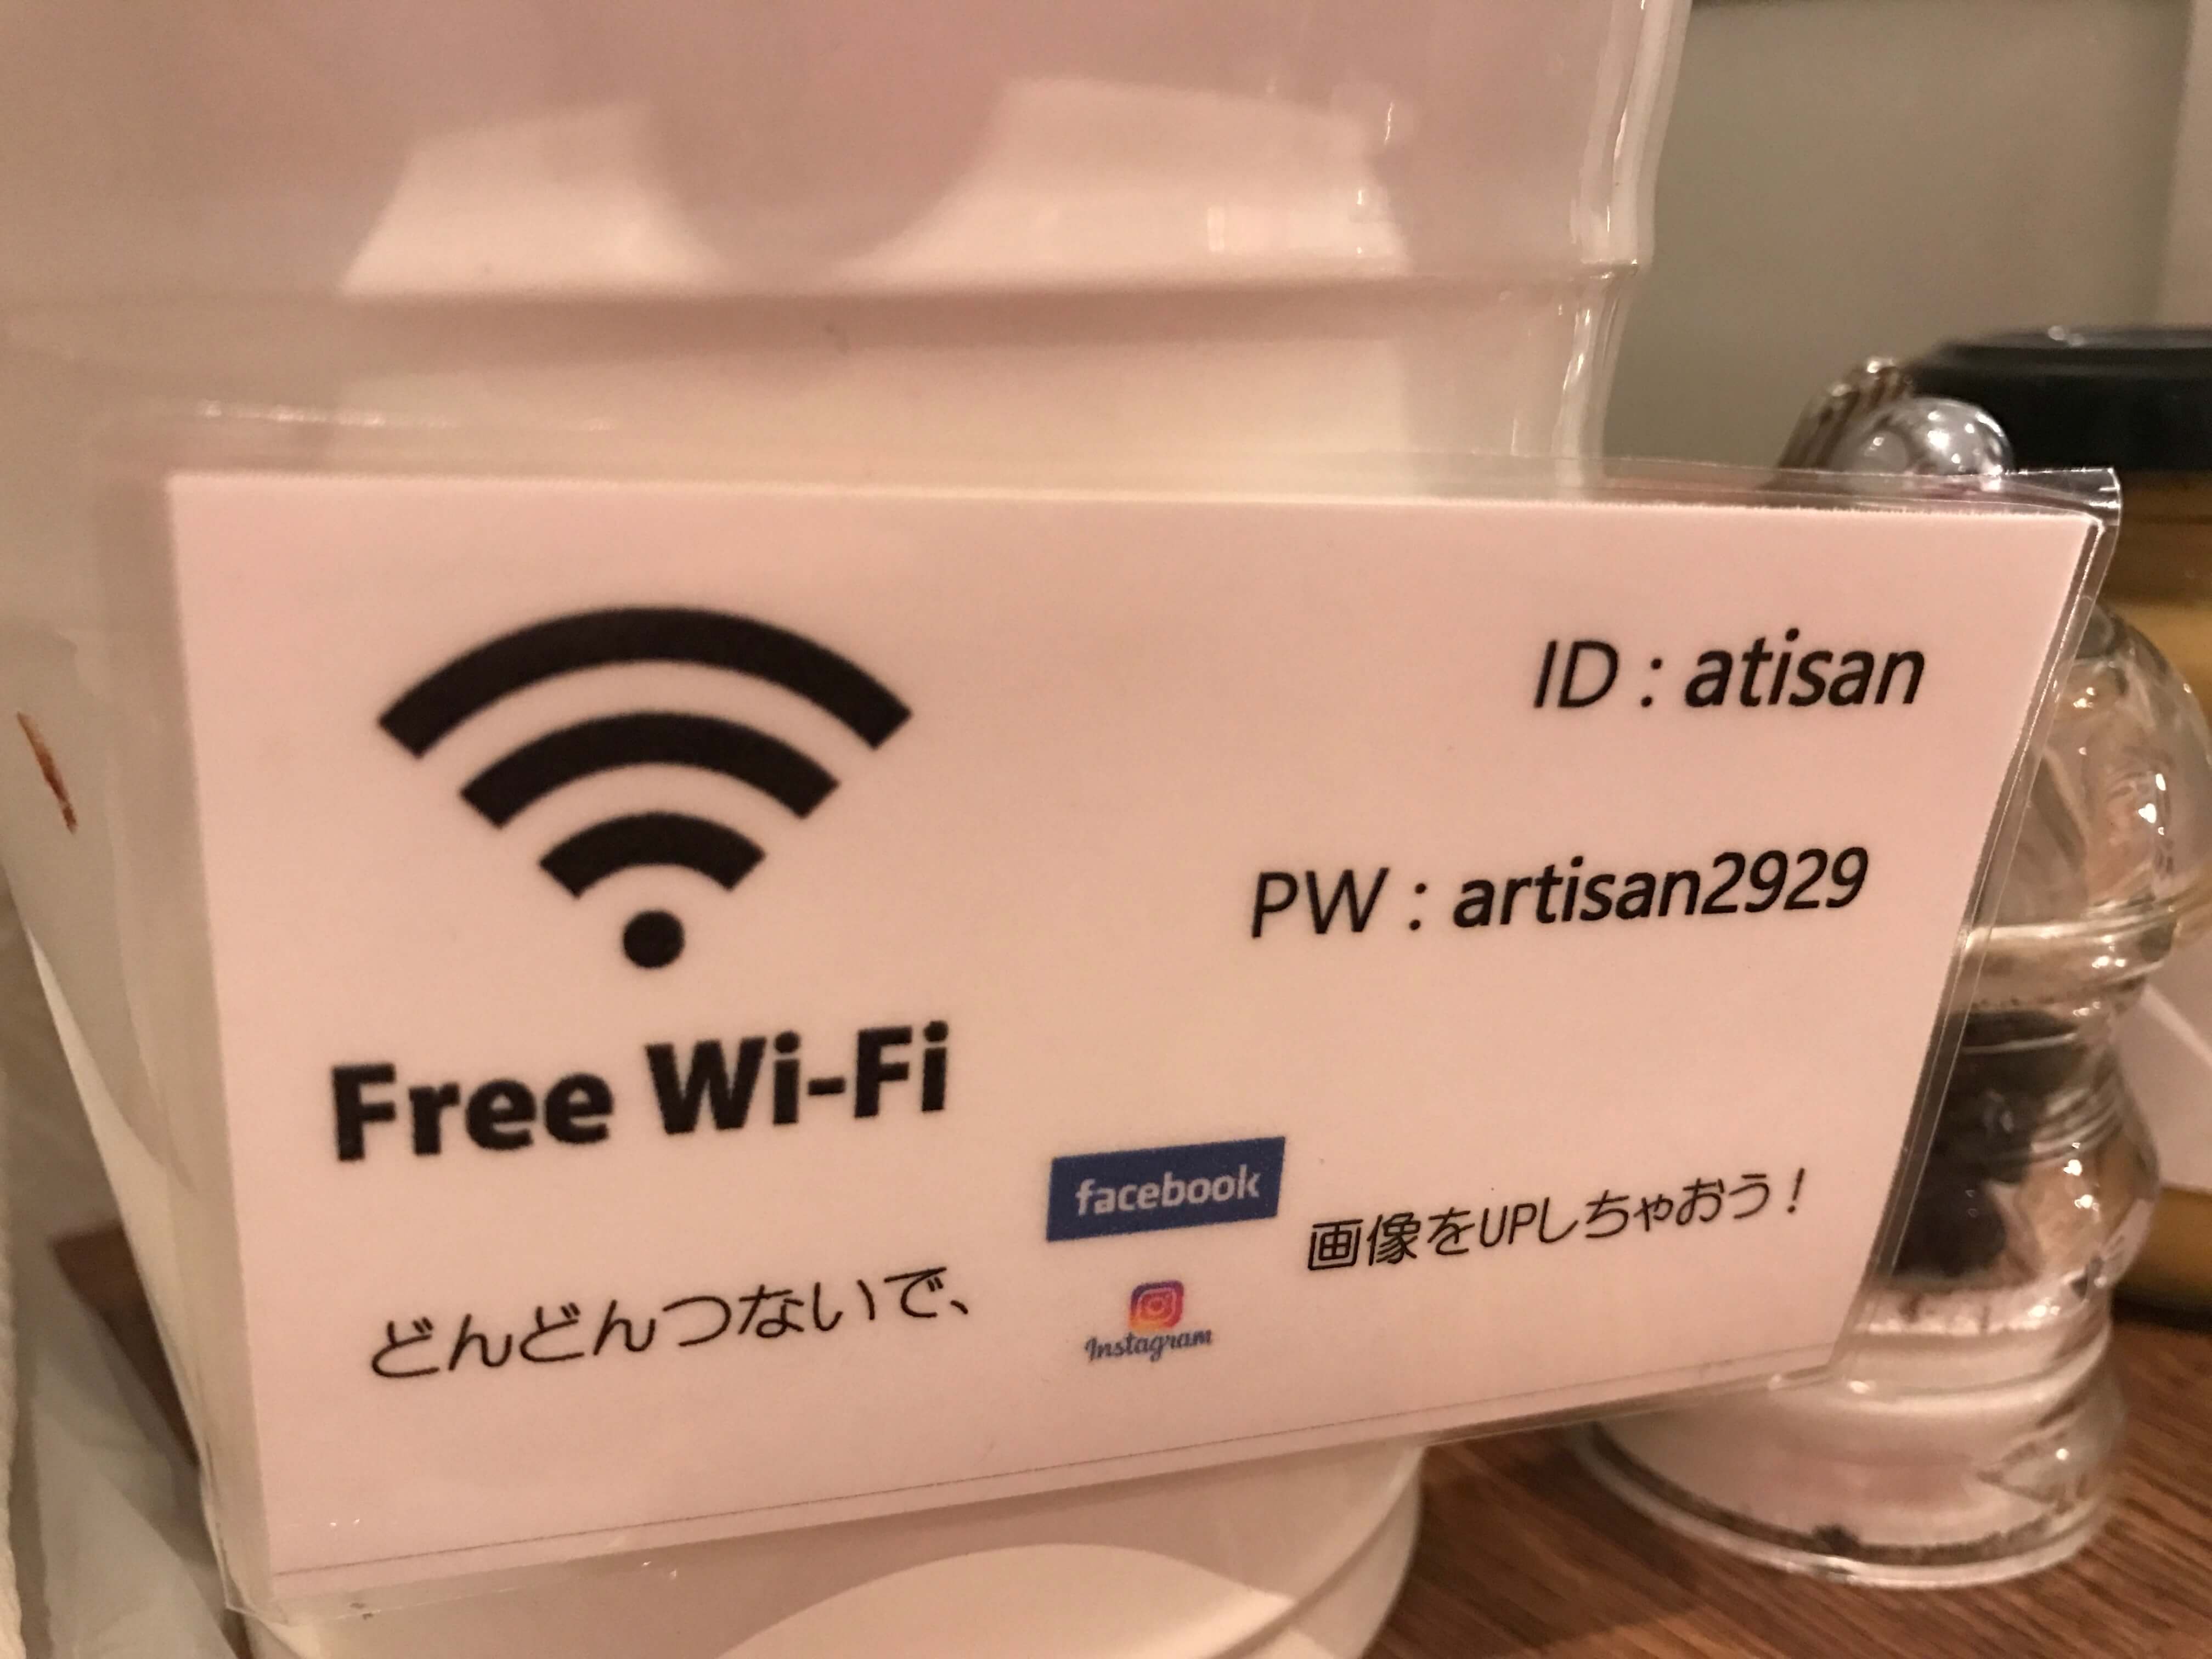 ID : atisan
PW : artisan2929
Free Wi-Fi
どんどんつないで、
facebook
Instagram
画像をUPしちゃおう！